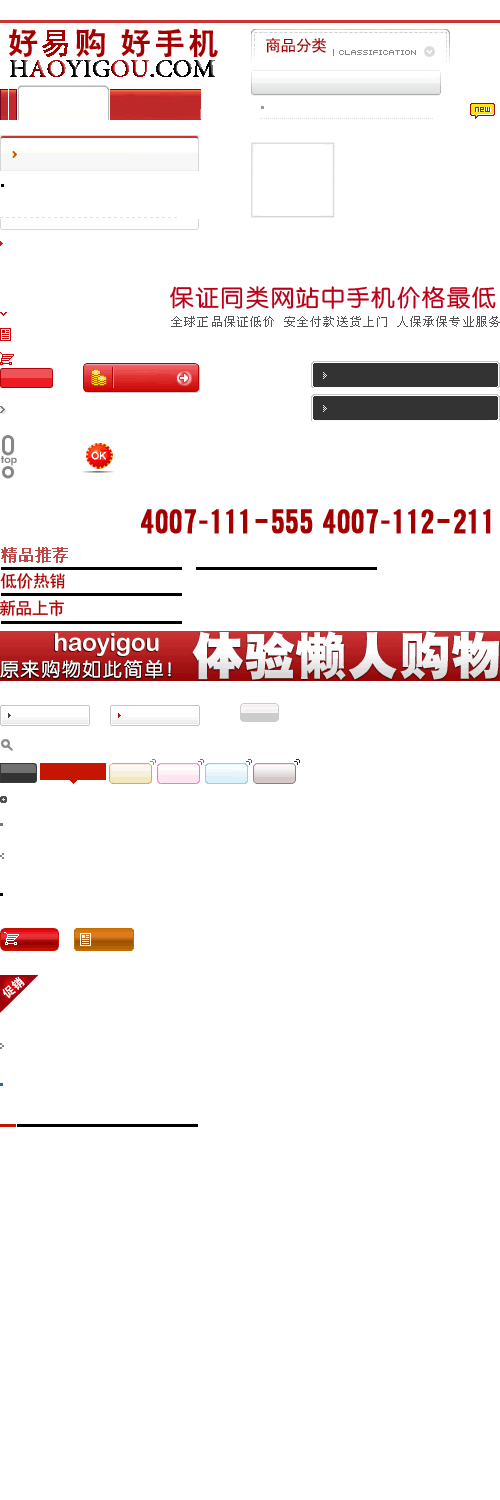 好易购 好手机
HAOYIGOU.COM
商品分类 | CLASSIFICATION
new
保证同类网站中手机价格最低
全球正品保证低价 安全付款送货上门 人保承保专业服务
top
OK
4007-111-555 4007-112-211
精品推荐
低价热销
新品上市
haoyigou
原来购物如此简单!
体验懒人购物
促销